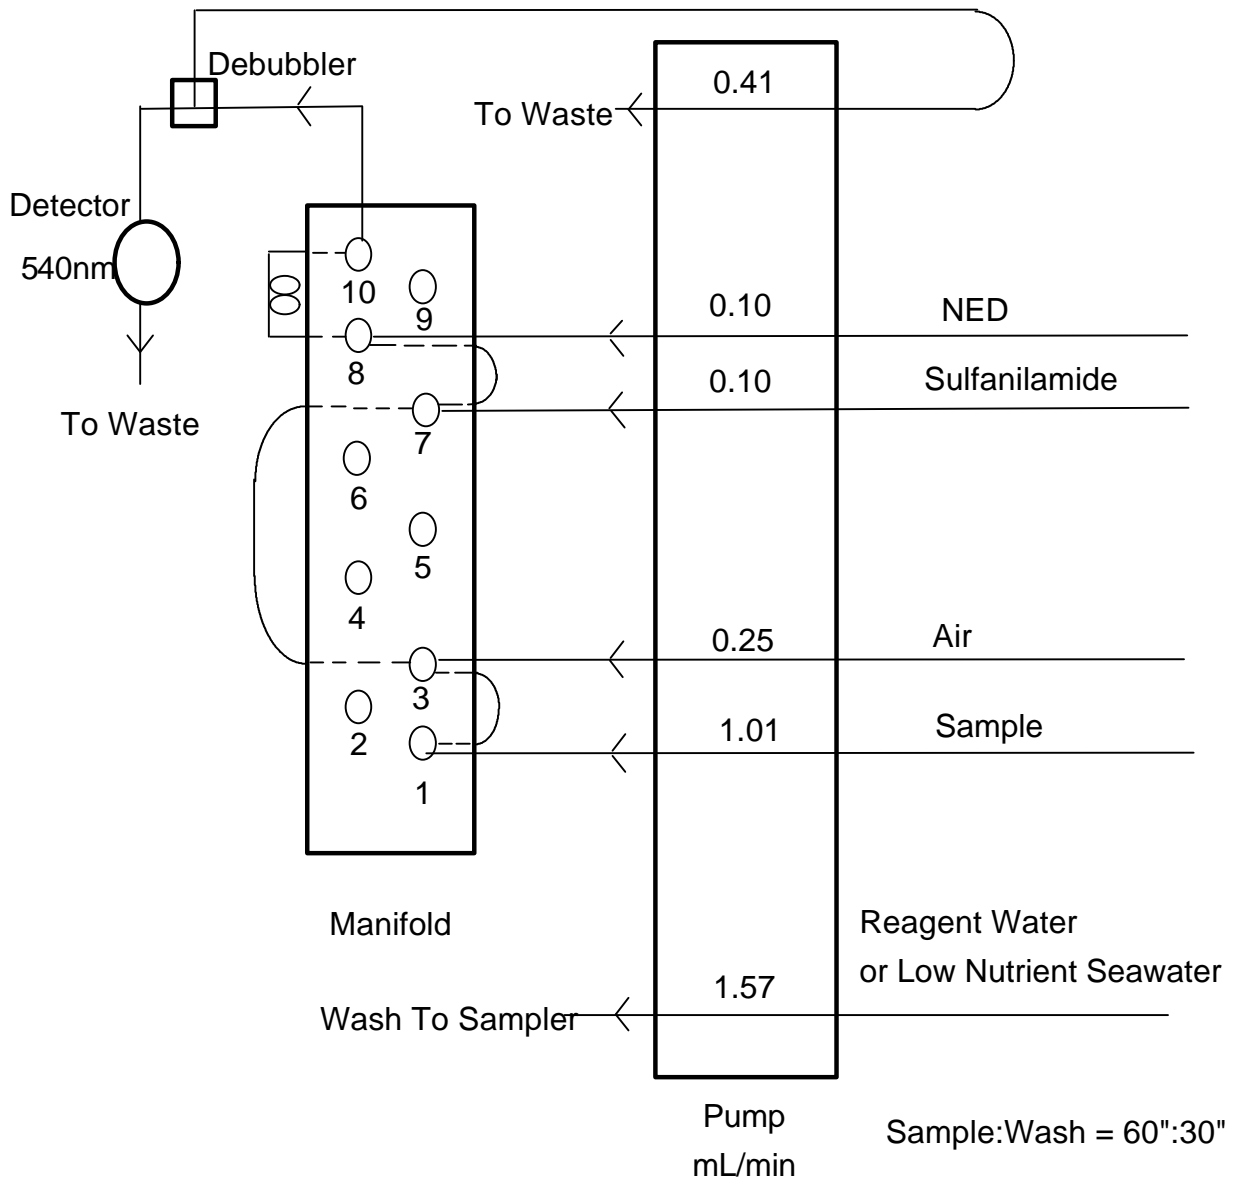 Debubbler
0.41
To Waste
Detector
540nm
10
9
0.10
NED
8
0.10
Sulfanilamide
To Waste
7
6
5
4
0.25
Air
3
1.01
Sample
2
1
Manifold
Reagent Water
or Low Nutrient Seawater
1.57
Wash To Sampler
Pump
mL/min
Sample:Wash = 60":30"